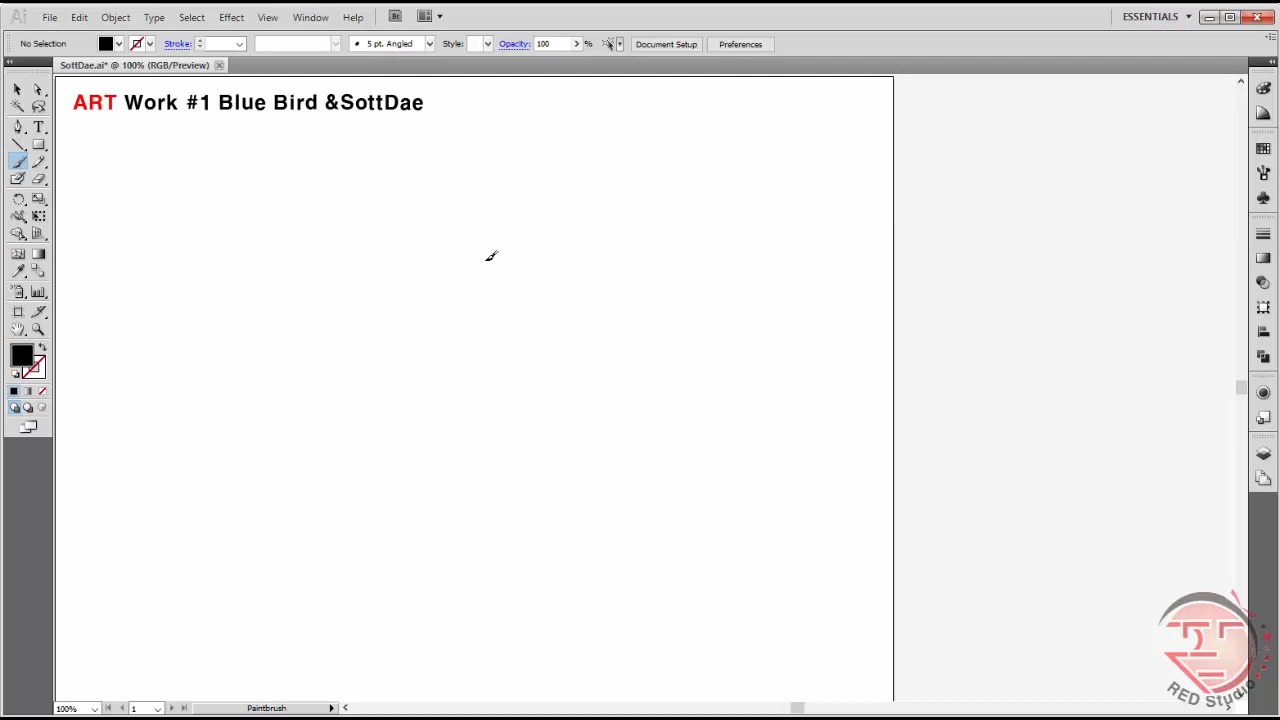 Ai File Edit Object Type Select Effect View Window Help Br ESSENTIALS
No Selection Stroke: 5 pt. Angled Style: Opacity: 100 % Document Setup Preferences
SottDae.ai* @ 100% (RGB/Preview)
ART Work #1 Blue Bird &SottDae
RED Studio
100% 1 Paintbrush